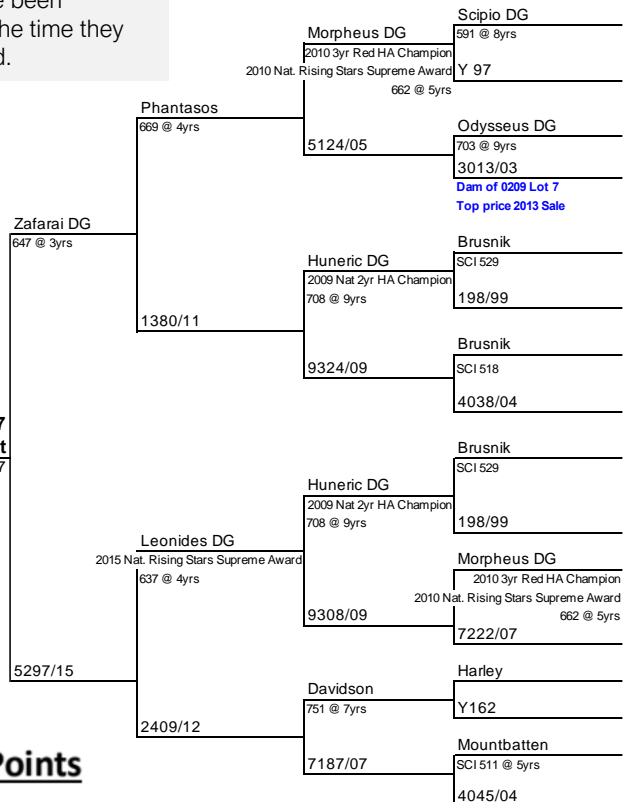 he time they
d.
Scipio DG
591 @ 8yrs
Morpheus DG
2010 3yr Red HA Champion
2010 Nat. Rising Stars Supreme Award
662 @ 5yrs
Y 97
Phantasos
669 @ 4yrs
Odysseus DG
703 @ 9yrs
5124/05
3013/03
Dam of 0209 Lot 7
Top price 2013 Sale
Zafarai DG
647 @ 3yrs
Brusnik
SCI 529
Huneric DG
2009 Nat 2yr HA Champion
708 @ 9yrs
198/99
1380/11
Brusnik
SCI 518
9324/09
4038/04
7
t
7
Brusnik
SCI 529
Huneric DG
2009 Nat 2yr HA Champion
708 @ 9yrs
198/99
Leonides DG
2015 Nat. Rising Stars Supreme Award
637 @ 4yrs
Morpheus DG
2010 3yr Red HA Champion
2010 Nat. Rising Stars Supreme Award
662 @ 5yrs
9308/09
7222/07
5297/15
Harley
Davidson
751 @ 7yrs
Y162
2409/12
Mountbatten
SCI 511 @ 5yrs
7187/07
4045/04
Points